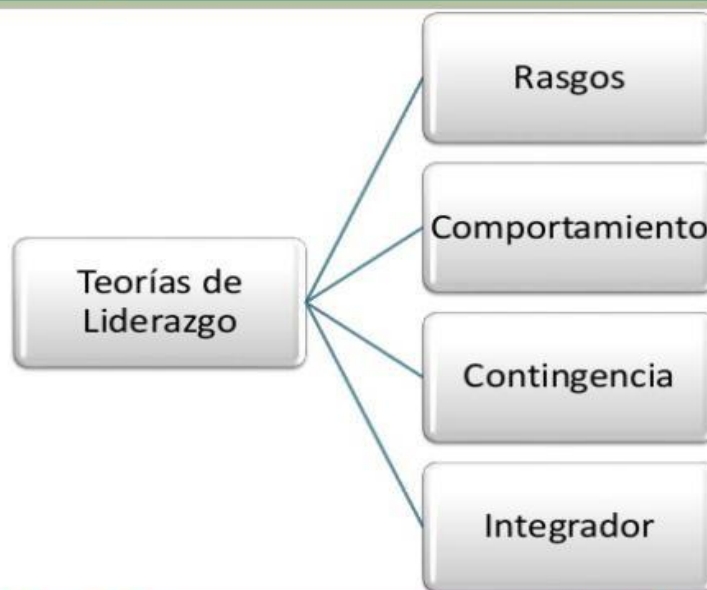 Teorías de
Liderazgo
Rasgos
Comportamiento
Contingencia
Integrador